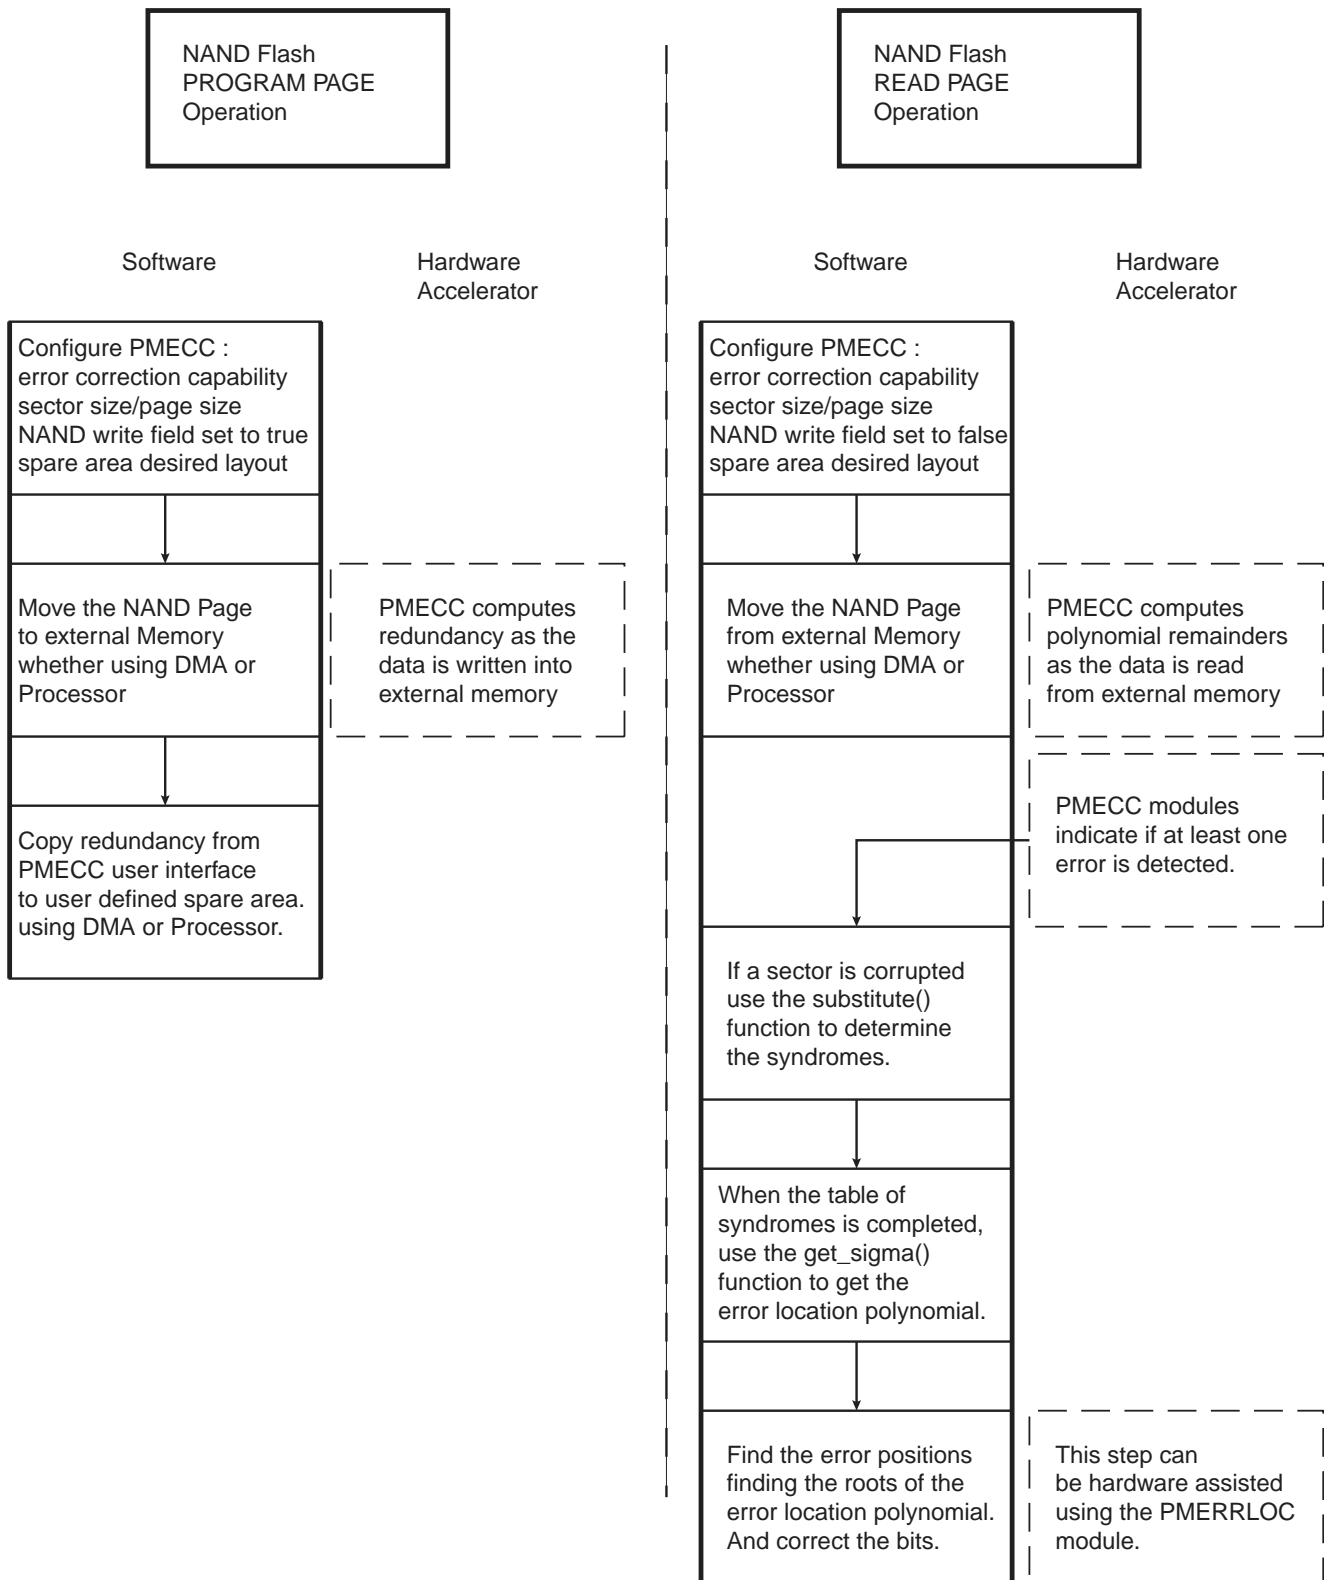 NAND Flash
PROGRAM PAGE
Operation
NAND Flash
READ PAGE
Operation
Software
Hardware
Accelerator
Software
Hardware
Accelerator
Configure PMECC :
error correction capability
sector size/page size
NAND write field set to true
spare area desired layout
Move the NAND Page
to external Memory
whether using DMA or
Processor
PMECC computes
redundancy as the
data is written into
external memory
Copy redundancy from
PMECC user interface
to user defined spare area.
using DMA or Processor.
Configure PMECC :
error correction capability
sector size/page size
NAND write field set to false
spare area desired layout
Move the NAND Page
from external Memory
whether using DMA or
Processor
PMECC computes
polynomial remainders
as the data is read
from external memory
PMECC modules
indicate if at least one
error is detected.
If a sector is corrupted
use the substitute()
function to determine
the syndromes.
When the table of
syndromes is completed,
use the get_sigma()
function to get the
error location polynomial.
Find the error positions
finding the roots of the
error location polynomial.
And correct the bits.
This step can
be hardware assisted
using the PMERRLOC
module.